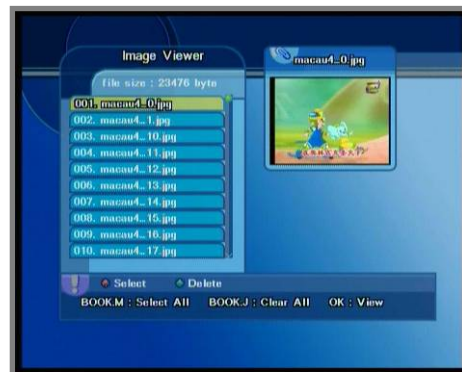 Image Viewer
file size : 23476 byte
001. macau4_0.jpg
002. macau4_1.jpg
003. macau4_10.jpg
004. macau4_11.jpg
005. macau4_12.jpg
006. macau4_13.jpg
007. macau4_14.jpg
008. macau4_15.jpg
009. macau4_16.jpg
010. macau4_17.jpg
macau4_0.jpg
Select
Delete
BOOK.M : Select All
BOOK.J : Clear All
OK : View